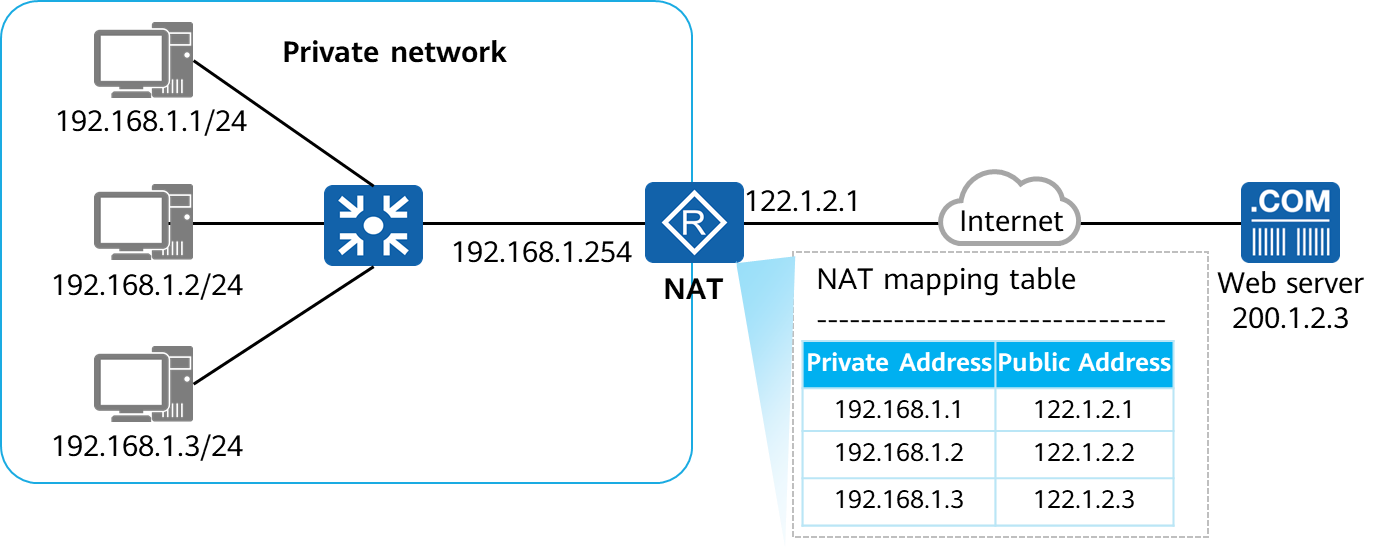 Private network
192.168.1.1/24
192.168.1.2/24
192.168.1.3/24
192.168.1.254
R
NAT
122.1.2.1
Internet
.COM
Web server
200.1.2.3
NAT mapping table
--------------------------------
Private Address Public Address
192.168.1.1 122.1.2.1
192.168.1.2 122.1.2.2
192.168.1.3 122.1.2.3